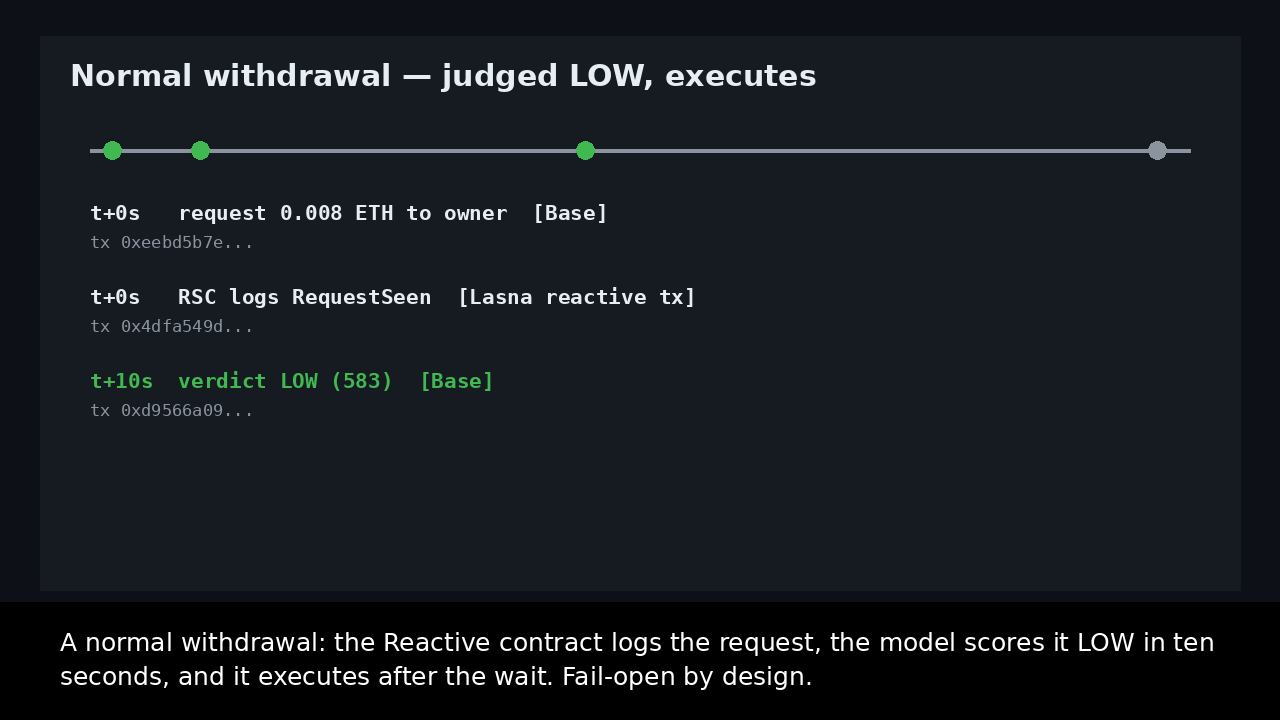 Normal withdrawal — judged LOW, executes
t+0s   request 0.008 ETH to owner  [Base]
tx 0xeebd5b7e...
t+0s   RSC logs RequestSeen  [Lasna reactive tx]
tx 0x4dfa549d...
t+10s  verdict LOW (583)  [Base]
tx 0xd9566a09...
A normal withdrawal: the Reactive contract logs the request, the model scores it LOW in ten
seconds, and it executes after the wait. Fail-open by design.